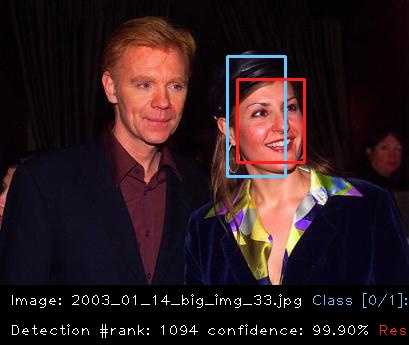 Image: 2003_01_14_big_img_33.jpg Class [0/1]:
Detection #rank: 1094 confidence: 99.90% Res